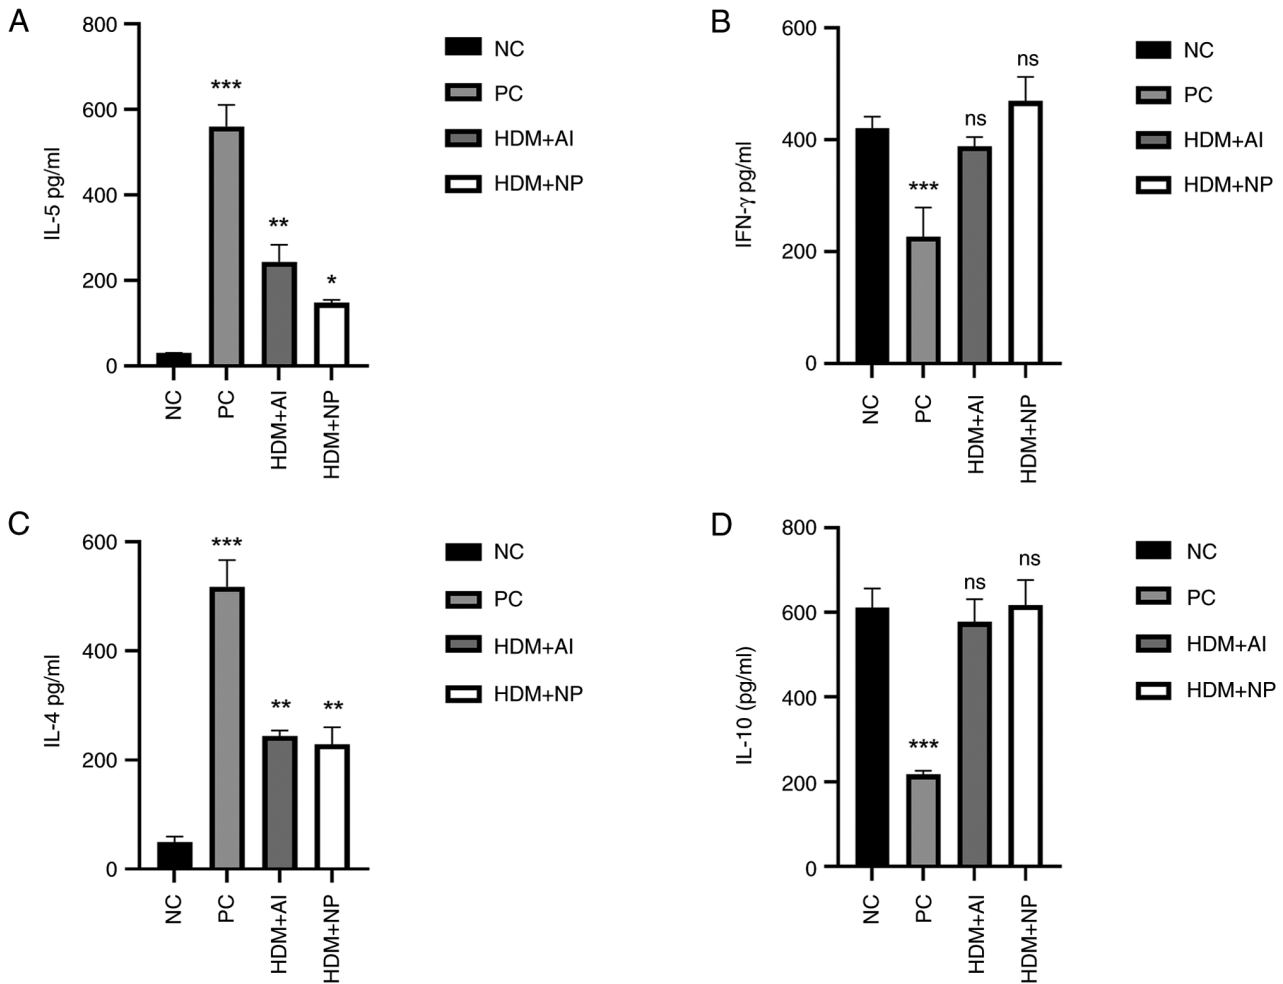 A
IL-5 pg/ml
800
600
400
200
0
***
**
*
NC
PC
HDM+AI
HDM+NP
NC
PC
HDM+AI
HDM+NP
B
IFN-γ pg/ml
600
400
200
0
***
ns
ns
NC
PC
HDM+AI
HDM+NP
NC
PC
HDM+AI
HDM+NP
C
IL-4 pg/ml
600
400
200
0
***
**
**
NC
PC
HDM+AI
HDM+NP
NC
PC
HDM+AI
HDM+NP
D
IL-10 (pg/ml)
800
600
400
200
0
***
ns
ns
NC
PC
HDM+AI
HDM+NP
NC
PC
HDM+AI
HDM+NP